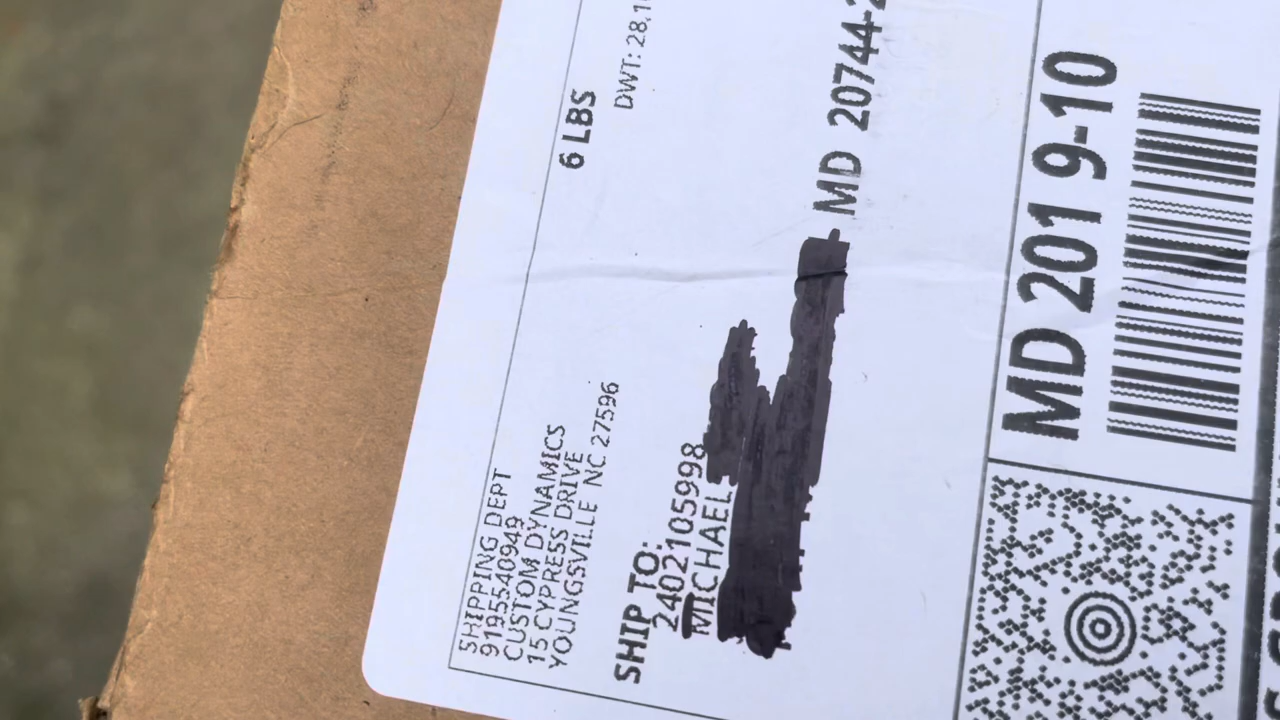 SHIPPING DEPT
9195540949
CUSTOM DYNAMICS
15 CYPRESS DRIVE
YOUNGSVILLE NC 27596
6 LBS
DWT: 28,1
SHIP TO:
2402105998
MICHAEL
MD 20744-2
MD 201 9-10